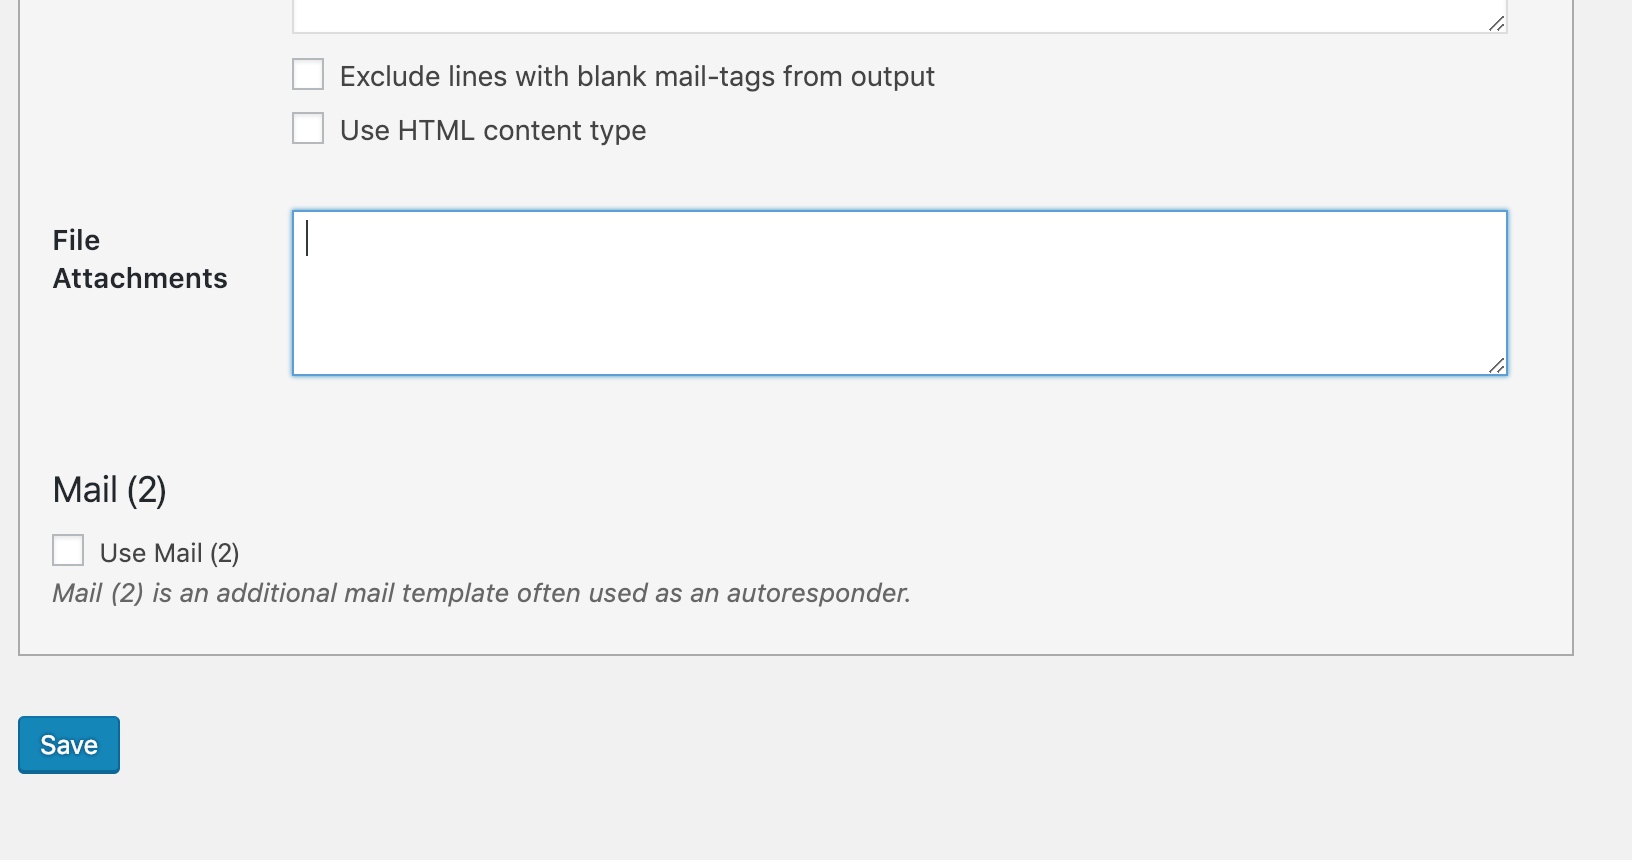 Exclude lines with blank mail-tags from output
Use HTML content type
File
Attachments
Mail (2)
Use Mail (2)
Mail (2) is an additional mail template often used as an autoresponder.
Save